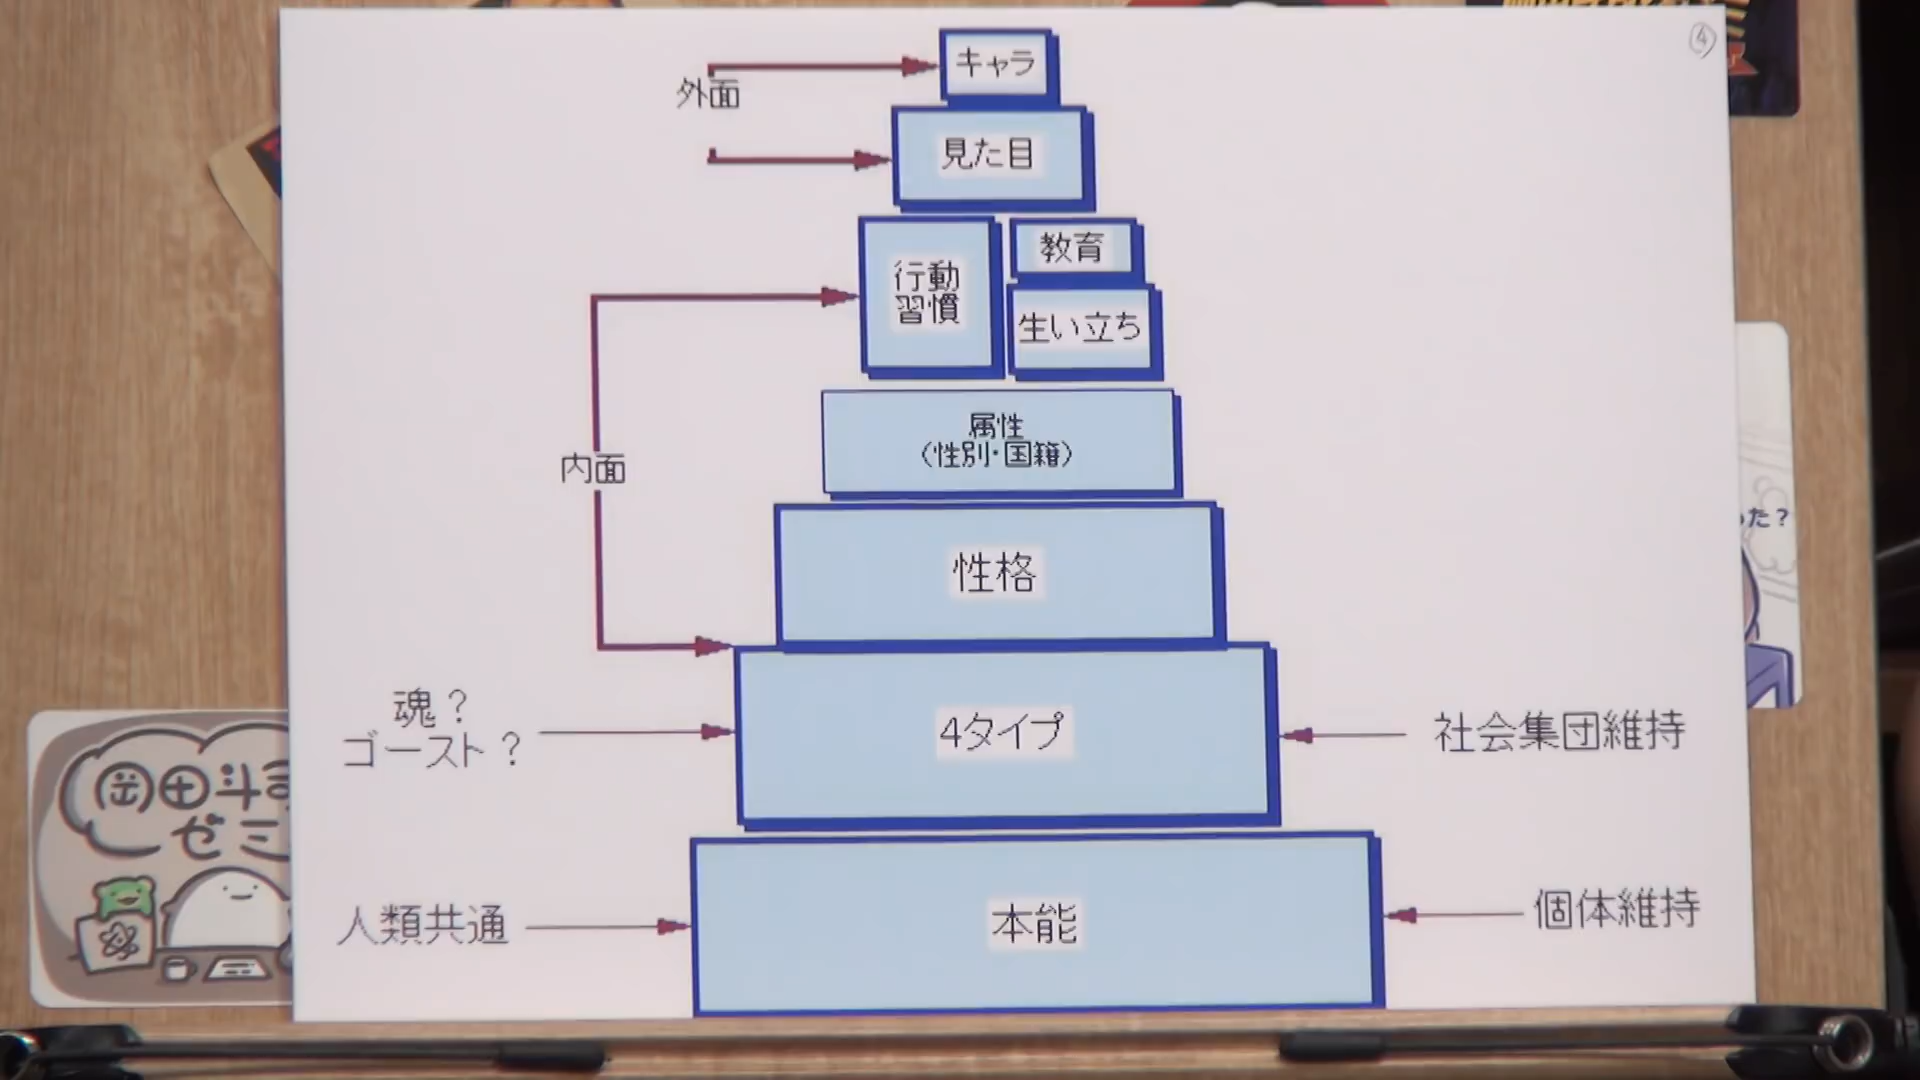 ④
キャラ
外面
見た目
行動
習慣
教育
生い立ち
属性
（性別・国籍）
内面
性格
た？
魂？
ゴースト？
4タイプ
社会集団維持
岡田斗司
ゼミ
人類共通
本能
個体維持